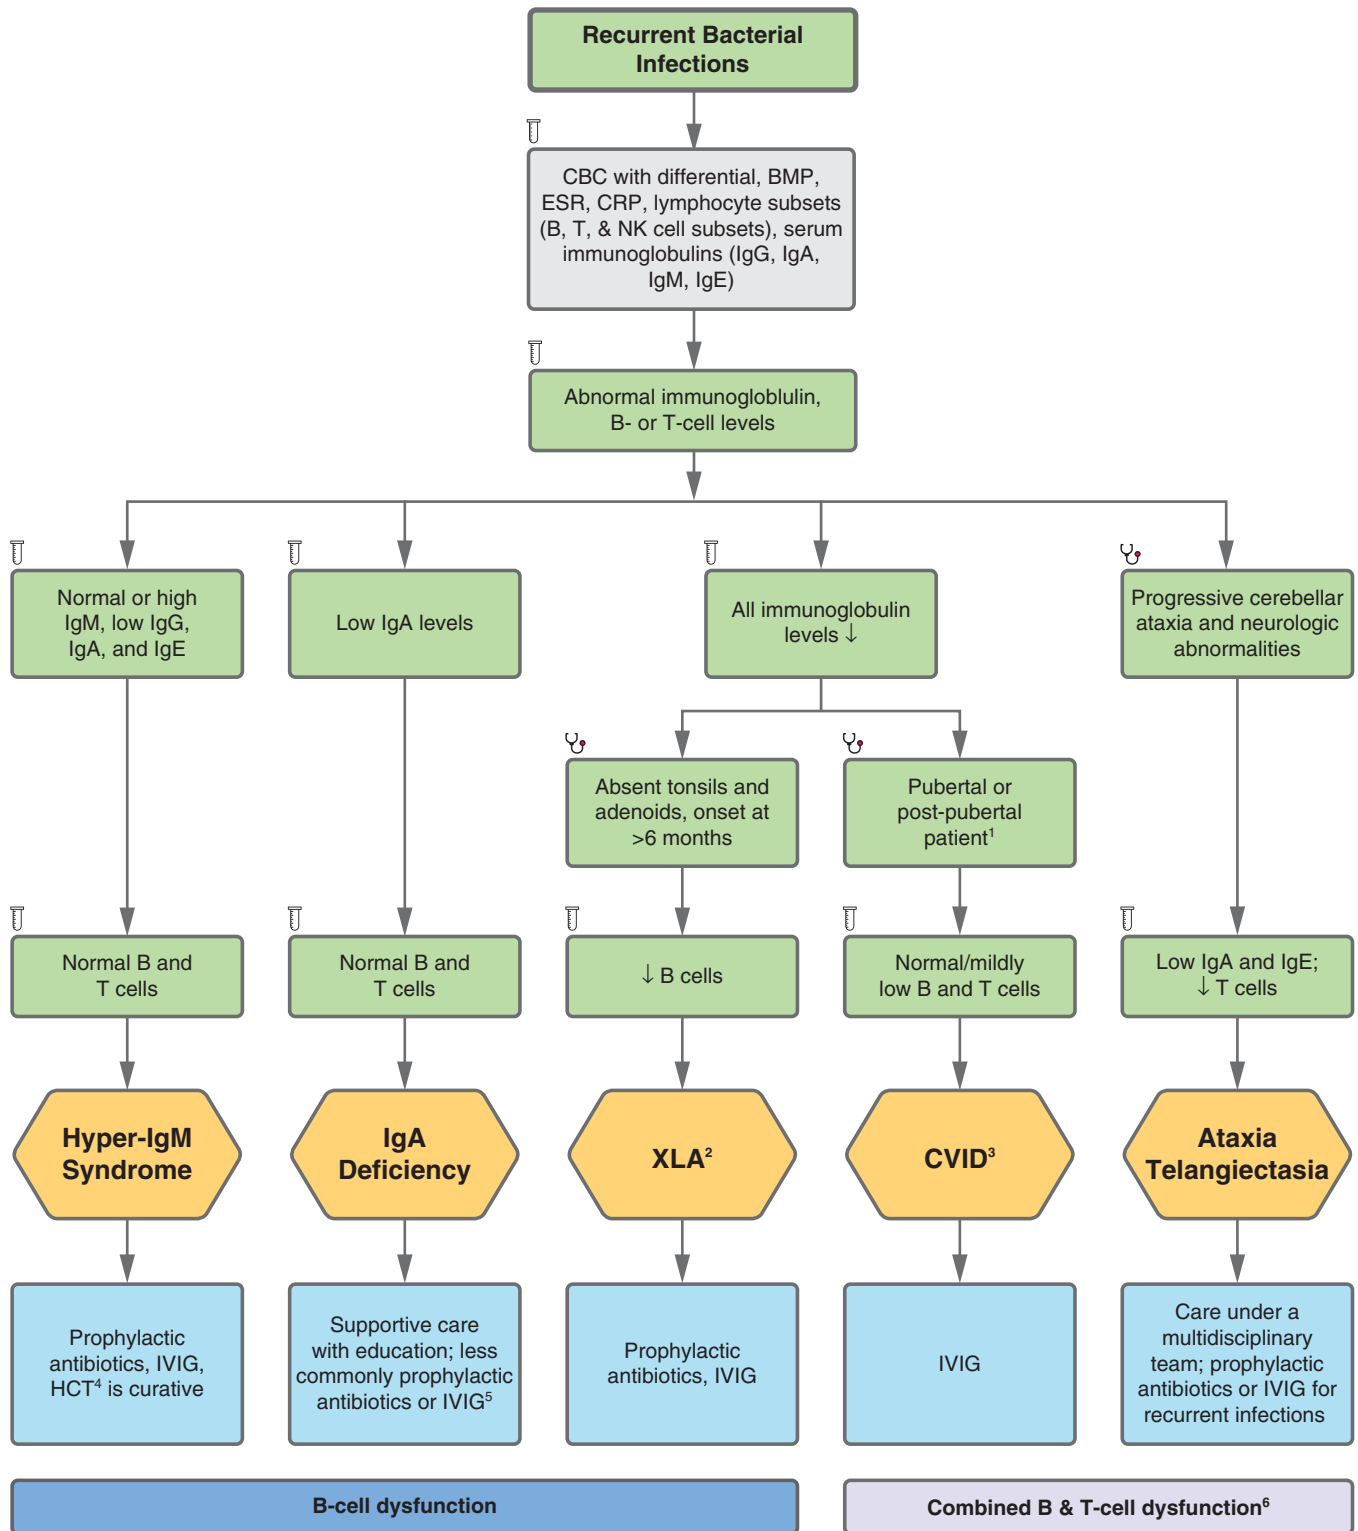 Recurrent Bacterial
Infections
CBC with differential, BMP,
ESR, CRP, lymphocyte subsets
(B, T, & NK cell subsets), serum
immunoglobulins (IgG, IgA,
IgM, IgE)
Abnormal immunogloblulin,
B- or T-cell levels
Normal or high
IgM, low IgG,
IgA, and IgE
Low IgA levels
All immunoglobulin
levels ↓
Progressive cerebellar
ataxia and neurologic
abnormalities
Absent tonsils and
adenoids, onset at
>6 months
Pubertal or
post-pubertal
patient¹
Normal B and
T cells
Normal B and
T cells
↓ B cells
Normal/mildly
low B and T cells
Low IgA and IgE;
↓ T cells
Hyper-IgM
Syndrome
IgA
Deficiency
XLA²
CVID³
Ataxia
Telangiectasia
Prophylactic
antibiotics, IVIG,
HCT⁴ is curative
Supportive care
with education; less
commonly prophylactic
antibiotics or IVIG⁵
Prophylactic
antibiotics, IVIG
IVIG
Care under a
multidisciplinary
team; prophylactic
antibiotics or IVIG for
recurrent infections
B-cell dysfunction
Combined B & T-cell dysfunction⁶